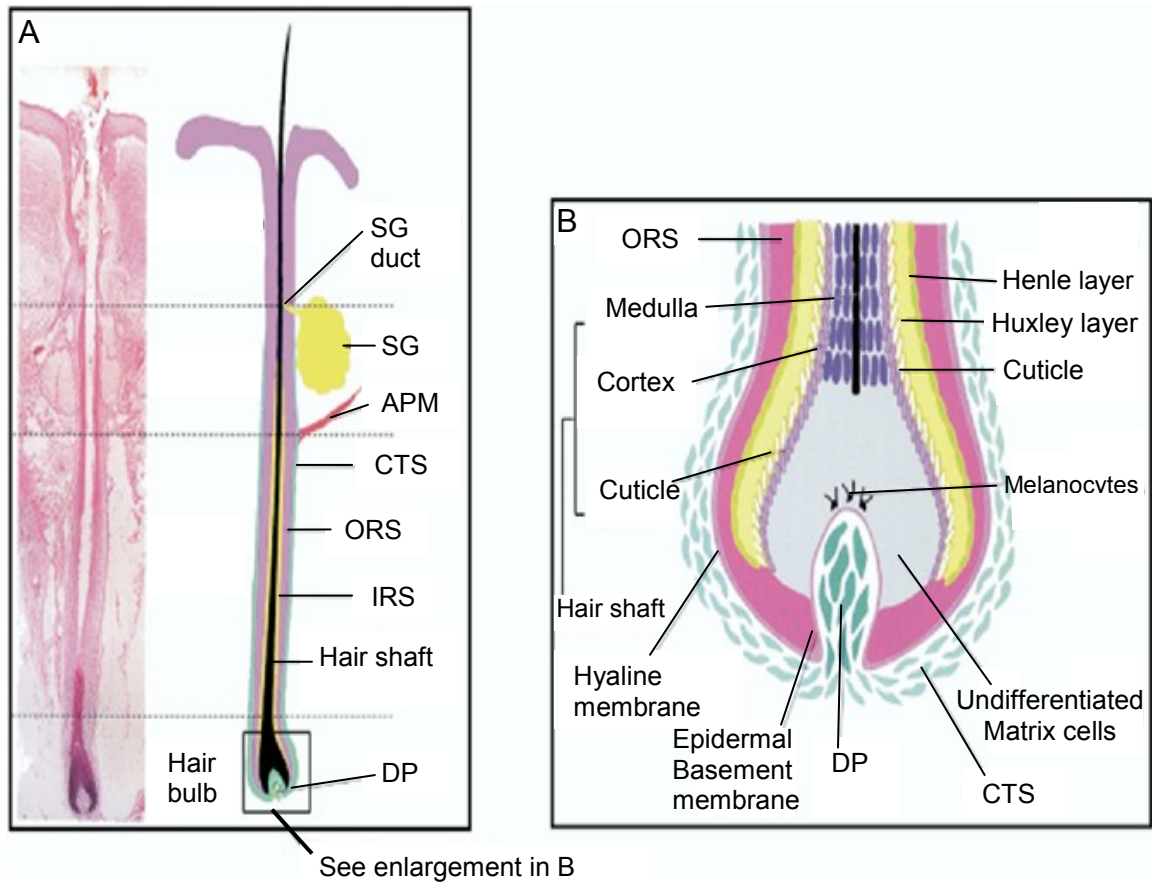 A
SG
duct
SG
APM
CTS
ORS
IRS
Hair shaft
Hair
bulb
DP
See enlargement in B
B
ORS
Henle layer
Medulla
Huxley layer
Cortex
Cuticle
Cuticle
Melanocvtes
Hair shaft
Hyaline
membrane
Undifferentiated
Matrix cells
Epidermal
Basement
membrane
DP
CTS